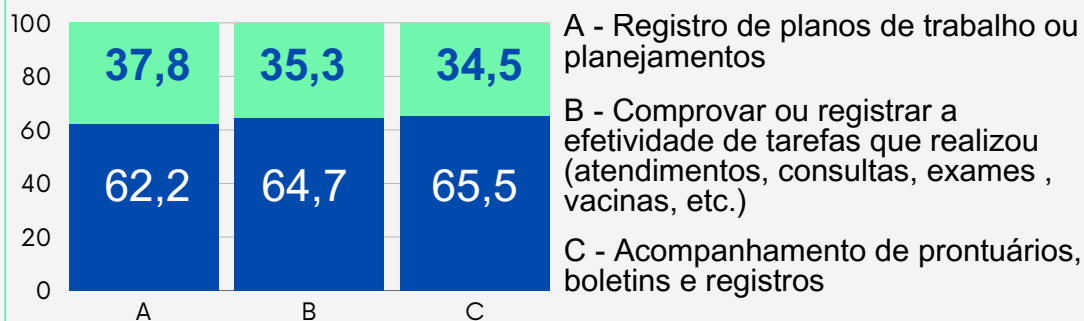 100
80
60
40
20
0
37,8
35,3
34,5
62,2
64,7
65,5
A
B
C
A - Registro de planos de trabalho ou
planejamentos
B - Comprovar ou registrar a
efetividade de tarefas que realizou
(atendimentos, consultas, exames ,
vacinas, etc.)
C - Acompanhamento de prontuários,
boletins e registros